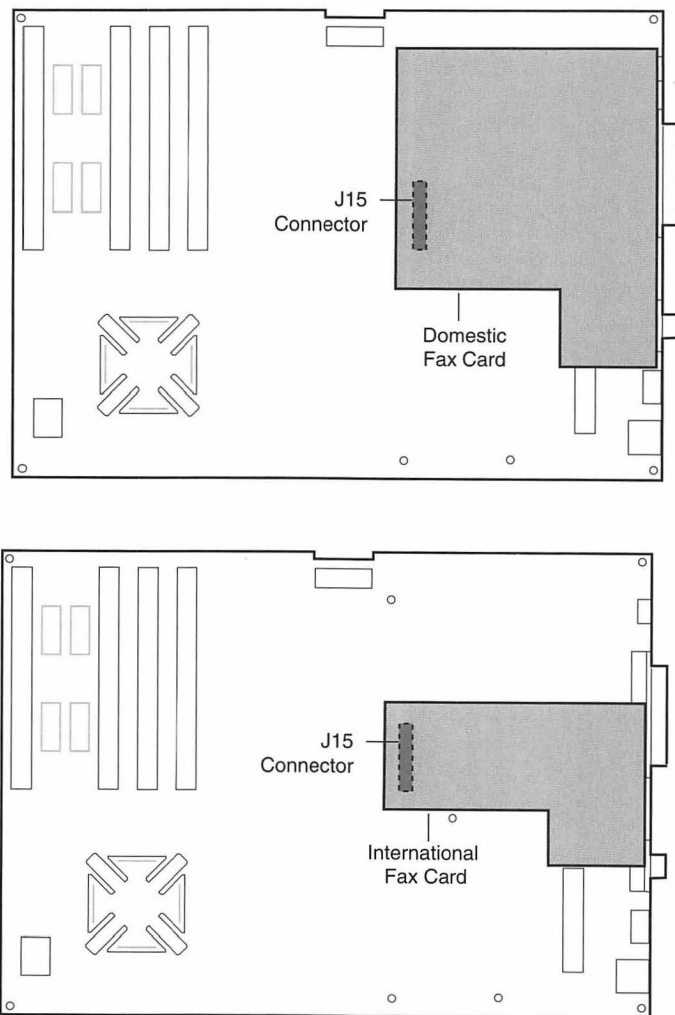 J15
Connector
Domestic
Fax Card
J15
Connector
International
Fax Card